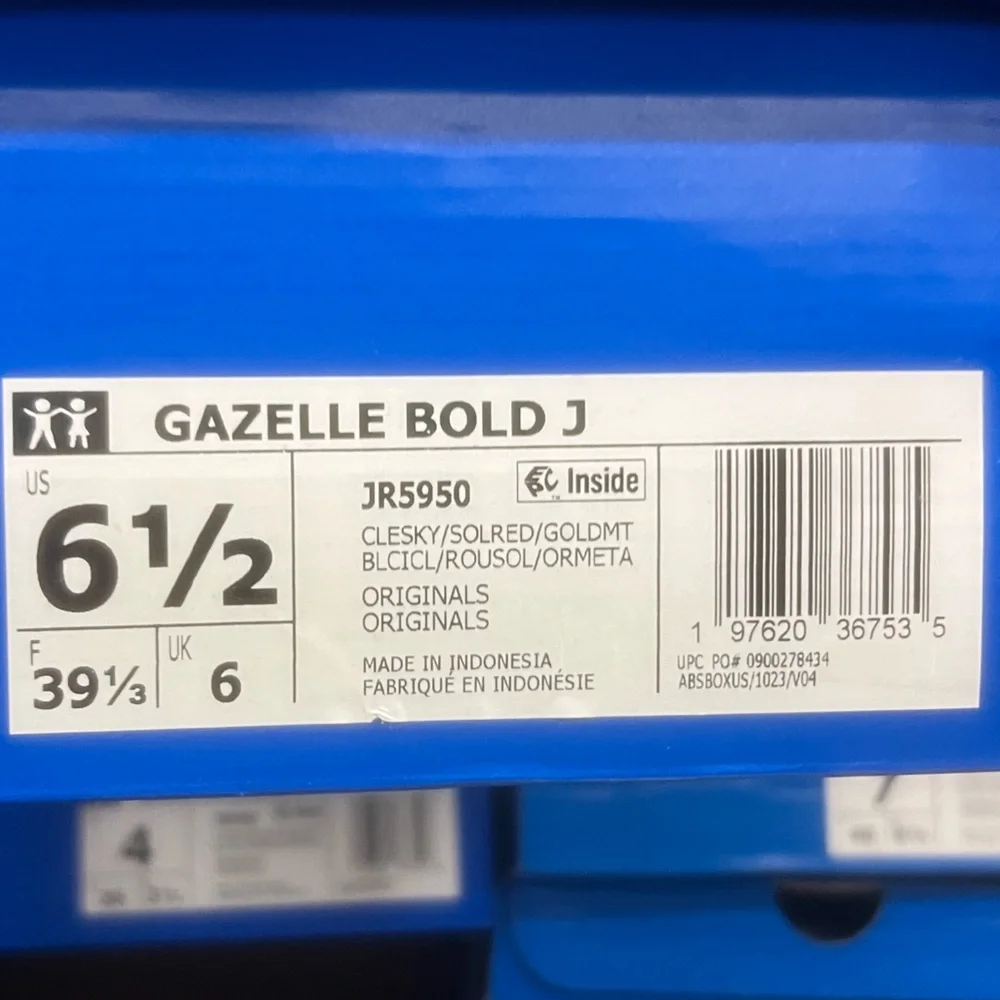 GAZELLE BOLD J
US
6½
F
39⅓
UK
6
JR5950
Inside
CLESKY/SOLRED/GOLDMT
BLCICL/ROUSOL/ORMETA
ORIGINALS
ORIGINALS
MADE IN INDONESIA
FABRIQUÉ EN INDONÉSIE
1 97620 36753 5
UPC PO# 0900278434
ABSBOXUS/1023/V04
4